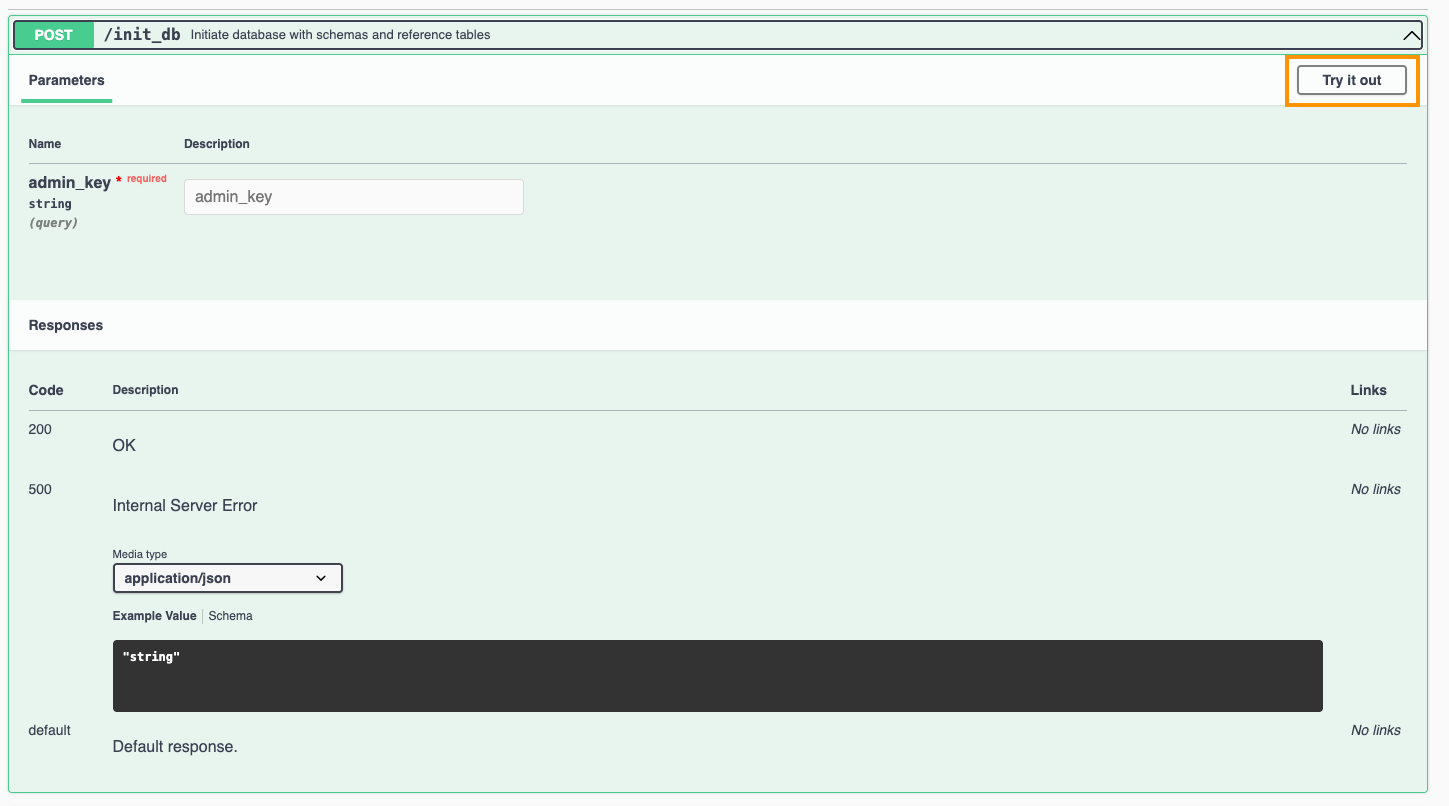 POST /init_db Initiate database with schemas and reference tables
Parameters
Try it out
Name Description
admin_key * required
string
(query)
admin_key
Responses
Code Description Links
200 No links
OK
500 No links
Internal Server Error
Media type
application/json
Example Value Schema
"string"
default No links
Default response.